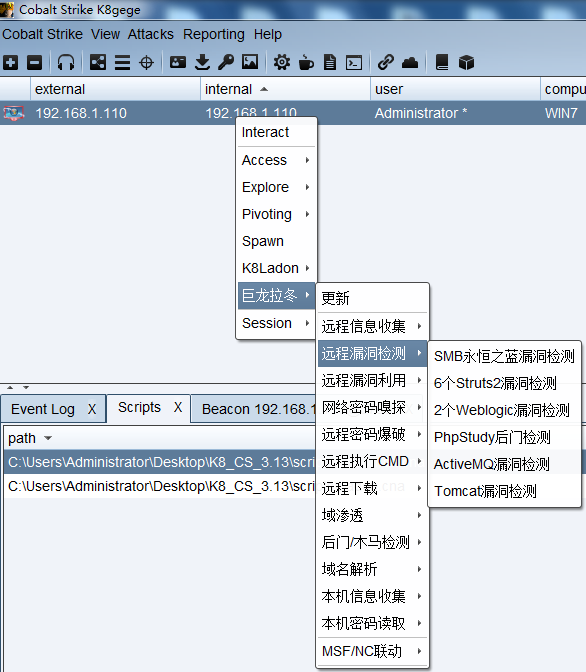 Cobalt Strike K8gege
Cobalt Strike View Attacks Reporting Help
external internal user compu
192.168.1.110 192.168.1.110 Administrator * WIN7
Interact
Access
Explore
Pivoting
Spawn
K8Ladon
巨龙拉冬
Session
更新
远程信息收集
远程漏洞检测
远程漏洞利用
网络密码嗅探
远程密码爆破
远程执行CMD
远程下载
域渗透
后门/木马检测
域名解析
本机信息收集
本机密码读取
MSF/NC联动
SMB永恒之蓝漏洞检测
6个Struts2漏洞检测
2个Weblogic漏洞检测
PhpStudy后门检测
ActiveMQ漏洞检测
Tomcat漏洞检测
Event Log X Scripts X Beacon 192.168.1
path
C:\Users\Administrator\Desktop\K8_CS_3.13\scri
C:\Users\Administrator\Desktop\K8_CS_3.13\scri